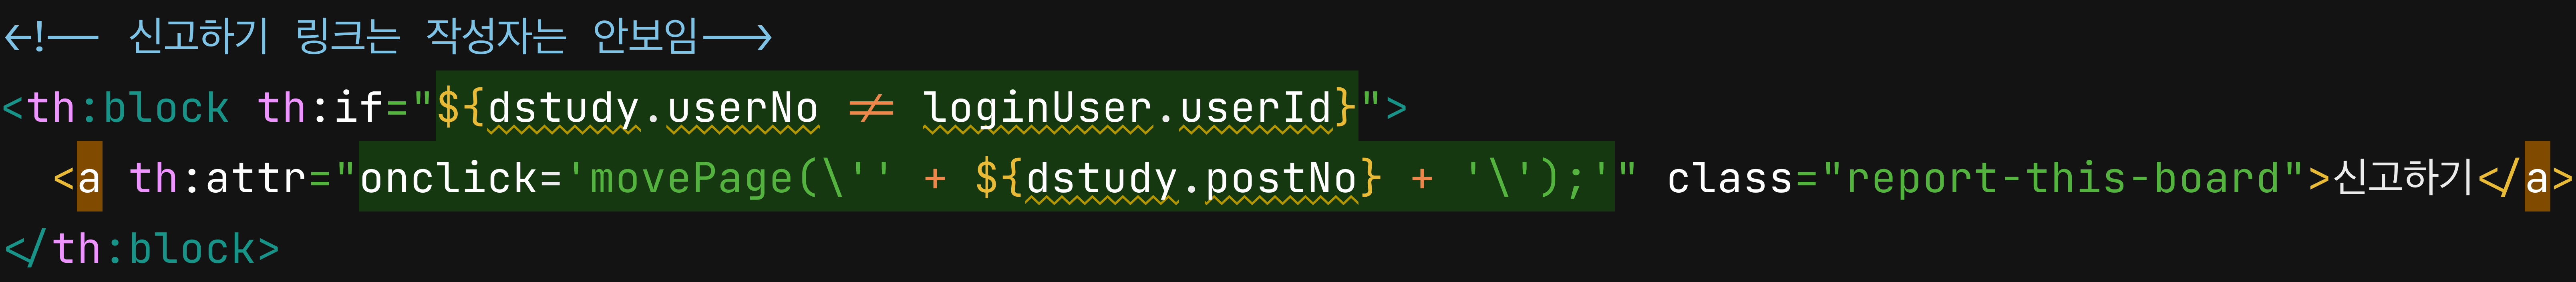 <!-- 신고하기 링크는 작성자는 안보임-->
<th:block th:if="${dstudy.userNo != loginUser.userId}">
<a th:attr="onclick='movePage(\'' + ${dstudy.postNo} + '\');'" class="report-this-board">신고하기</a>
</th:block>